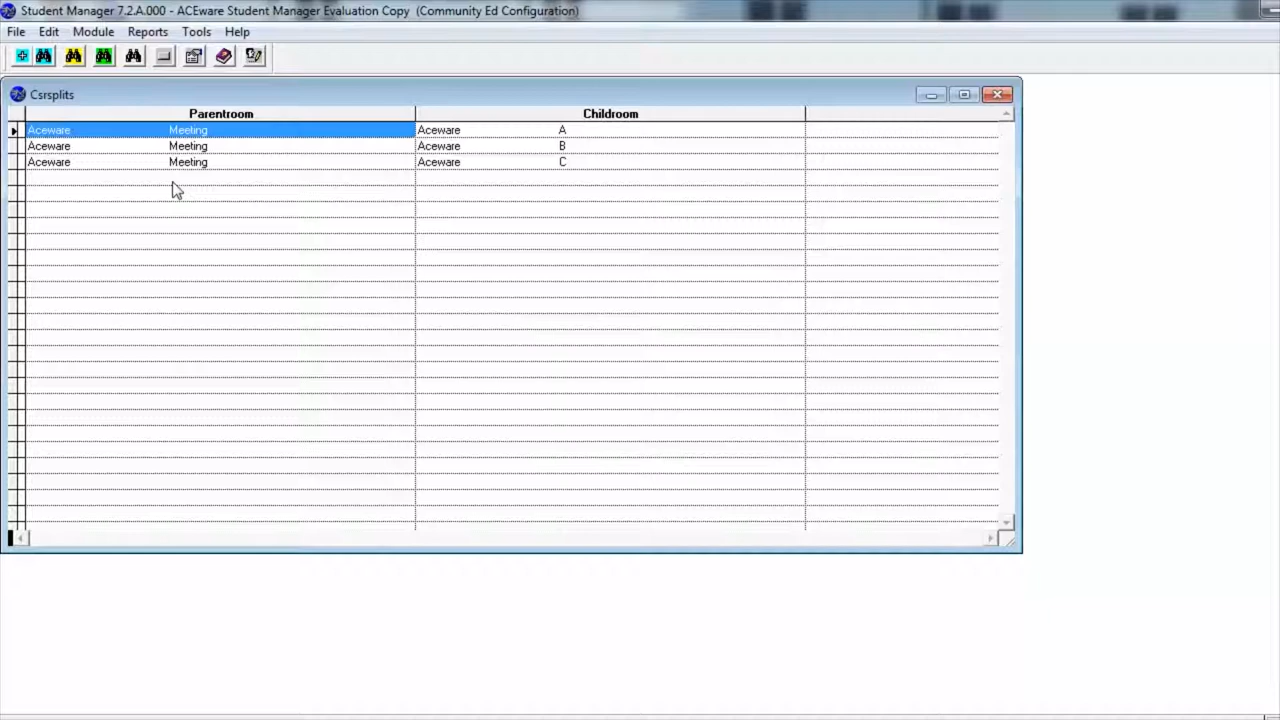 Student Manager 7.2.A.000 - ACEware Student Manager Evaluation Copy (Community Ed Configuration)
File Edit Module Reports Tools Help
Csrsplits
Parentroom Childroom
Aceware Meeting Aceware A
Aceware Meeting Aceware B
Aceware Meeting Aceware C